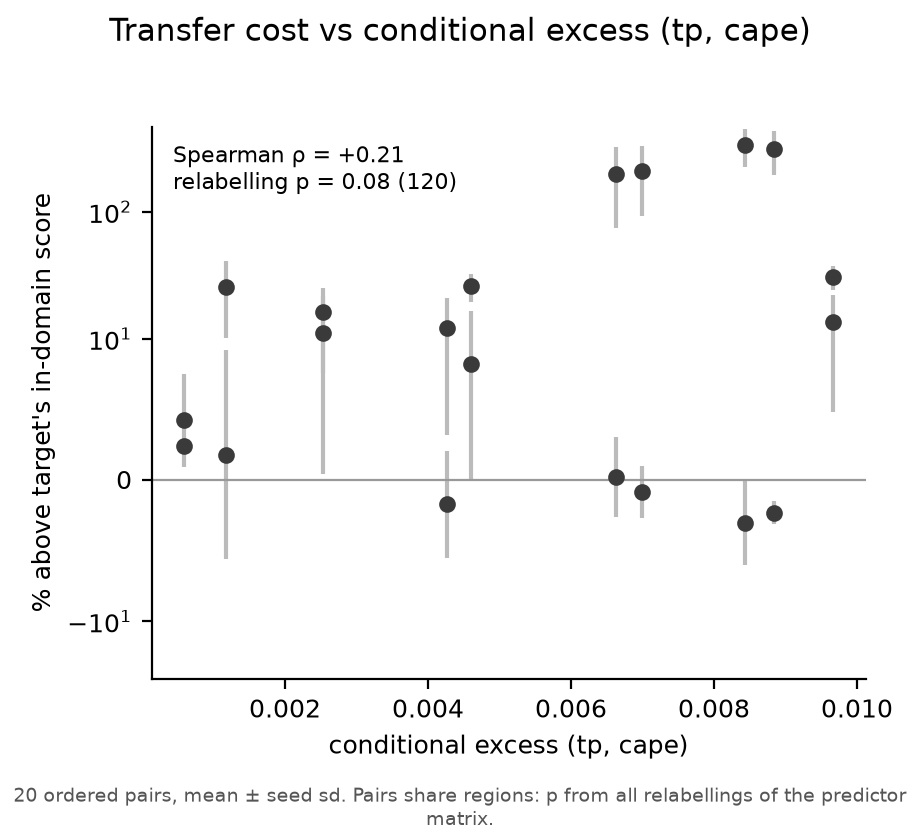 Transfer cost vs conditional excess (tp, cape)
Spearman ρ = +0.21
relabelling p = 0.08 (120)
% above target's in-domain score
10²
10¹
0
−10¹
0.002
0.004
0.006
0.008
0.010
conditional excess (tp, cape)
20 ordered pairs, mean ± seed sd. Pairs share regions: p from all relabellings of the predictor
matrix.